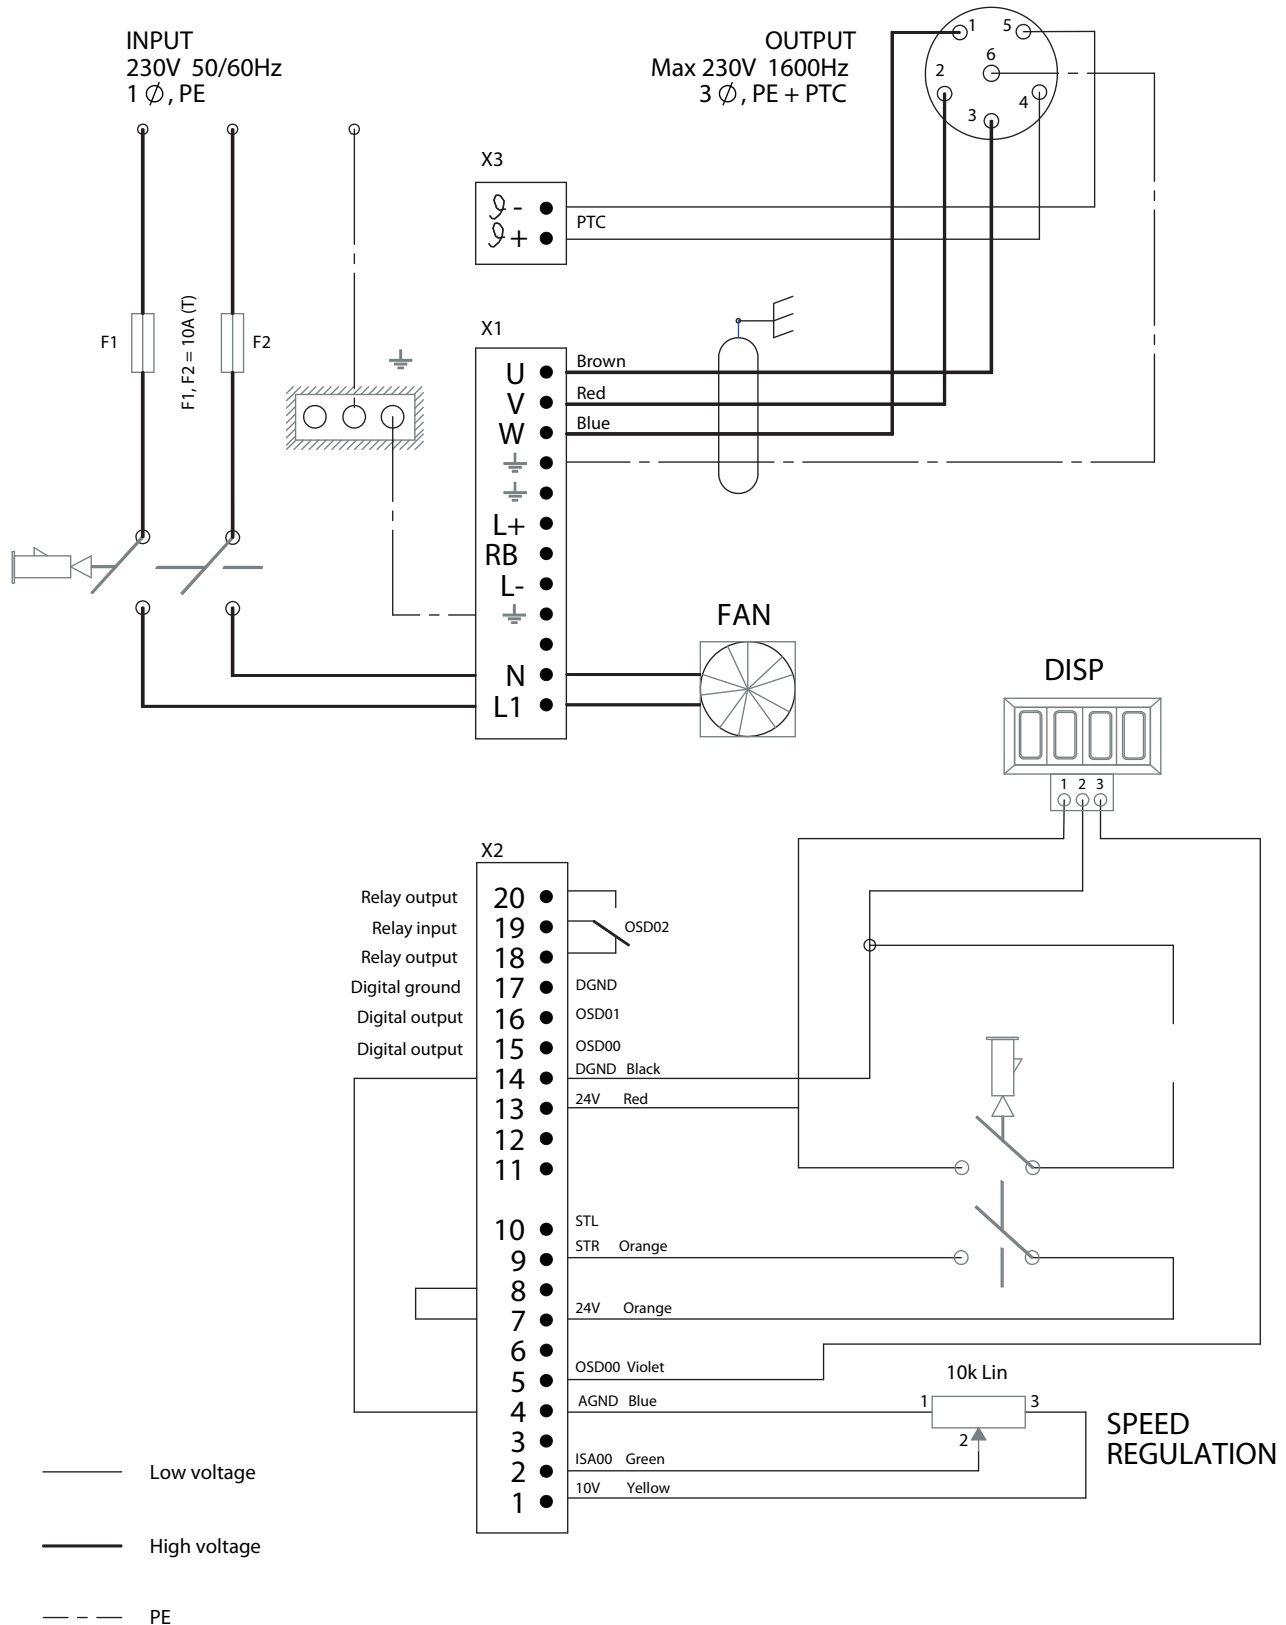 INPUT
230V 50/60Hz
1 Ø, PE
OUTPUT
Max 230V 1600Hz
3 Ø, PE + PTC
1
5
6
2
4
3
X3
ϑ -
ϑ +
PTC
F1
F1, F2 = 10A (T)
F2
X1
U
Brown
V
Red
W
Blue
L+
RB
L-
N
L1
FAN
DISP
1 2 3
X2
Relay output 20
Relay input 19 OSD02
Relay output 18
Digital ground 17 DGND
Digital output 16 OSD01
Digital output 15 OSD00
14 DGND Black
13 24V Red
12
11
10 STL
9 STR Orange
8
7 24V Orange
6
5 OSD00 Violet
10k Lin
4 AGND Blue
1
3
2
SPEED
REGULATION
3
2 ISA00 Green
1 10V Yellow
Low voltage
High voltage
PE